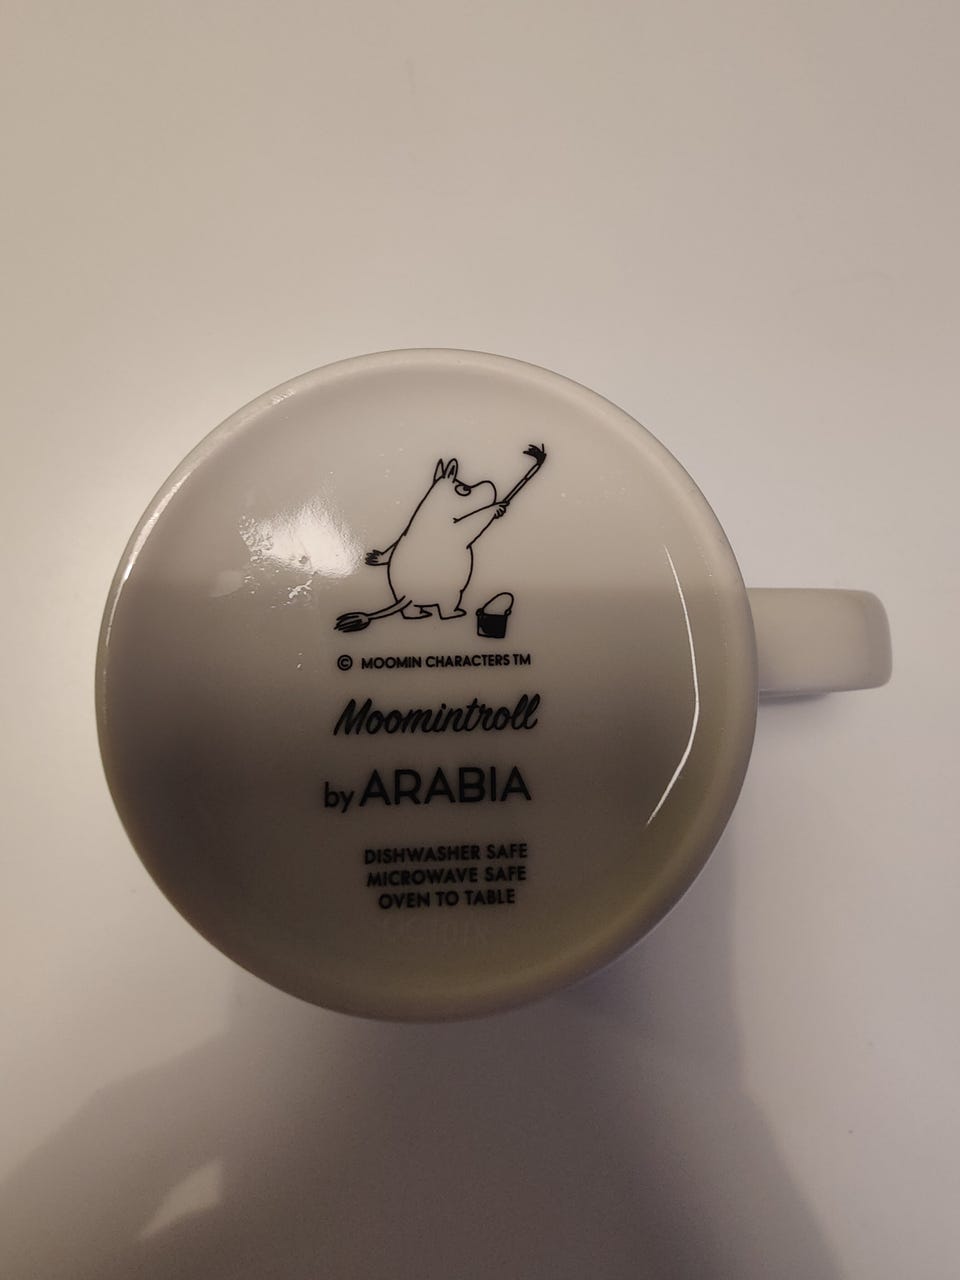 © MOOMIN CHARACTERS TM
Moomintroll
by ARABIA
DISHWASHER SAFE
MICROWAVE SAFE
OVEN TO TABLE